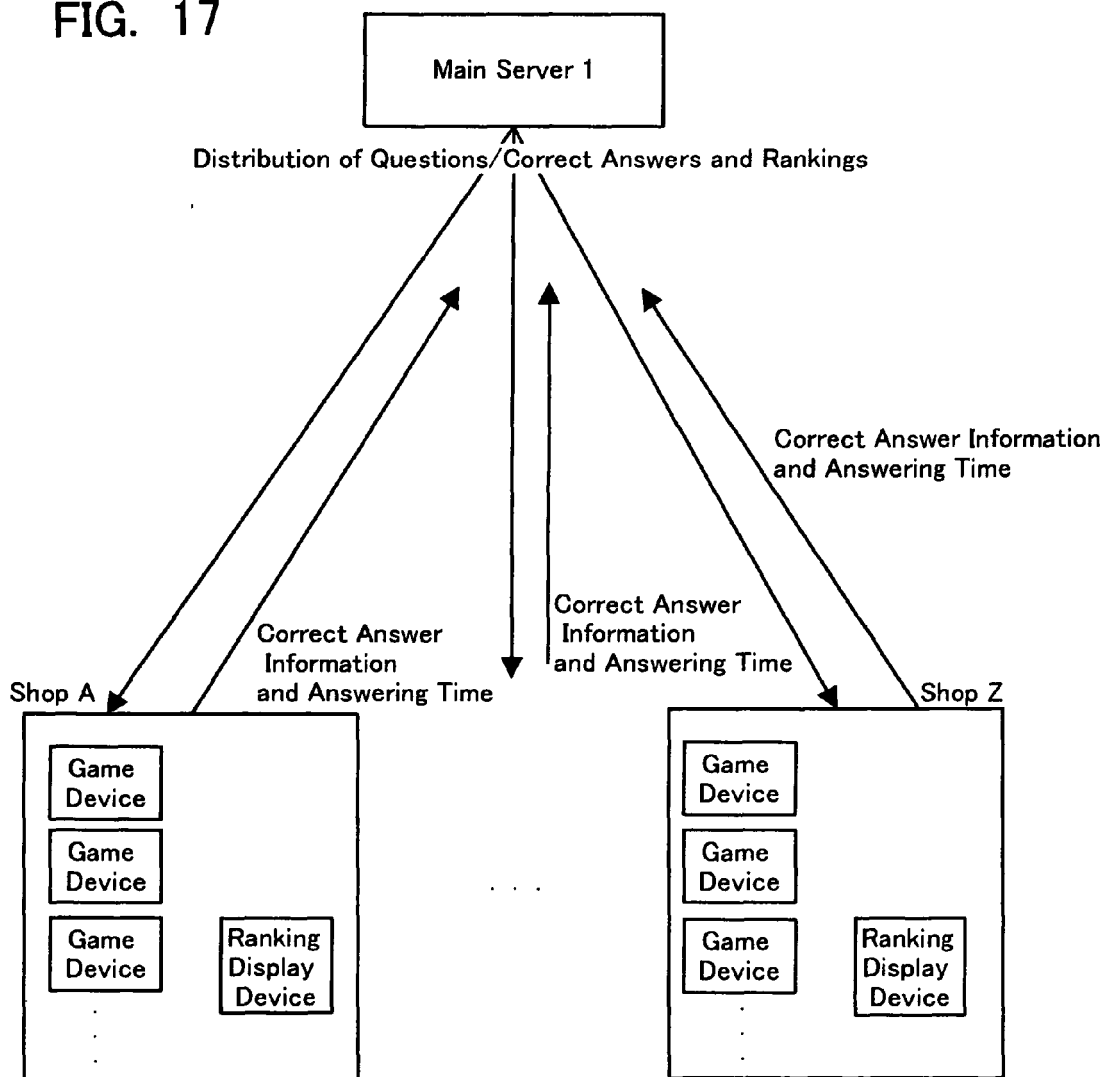 FIG. 17
Main Server 1
Distribution of Questions/Correct Answers and Rankings
Correct Answer Information
and Answering Time
Correct Answer
Information
and Answering Time
Correct Answer
Information
and Answering Time
Shop A
Game
Device
Game
Device
Game
Device
Ranking
Display
Device
. . .
Shop Z
Game
Device
Game
Device
Game
Device
Ranking
Display
Device